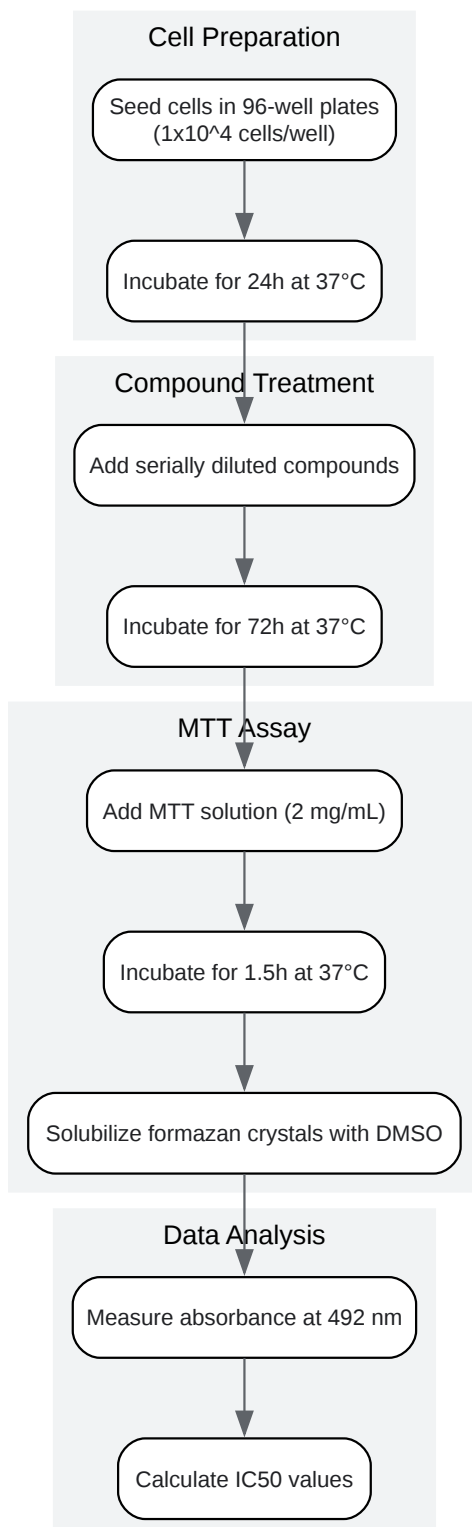 Cell Preparation
Seed cells in 96-well plates
(1x10^4 cells/well)
Incubate for 24h at 37°C
Compound Treatment
Add serially diluted compounds
Incubate for 72h at 37°C
MTT Assay
Add MTT solution (2 mg/mL)
Incubate for 1.5h at 37°C
Solubilize formazan crystals with DMSO
Data Analysis
Measure absorbance at 492 nm
Calculate IC50 values